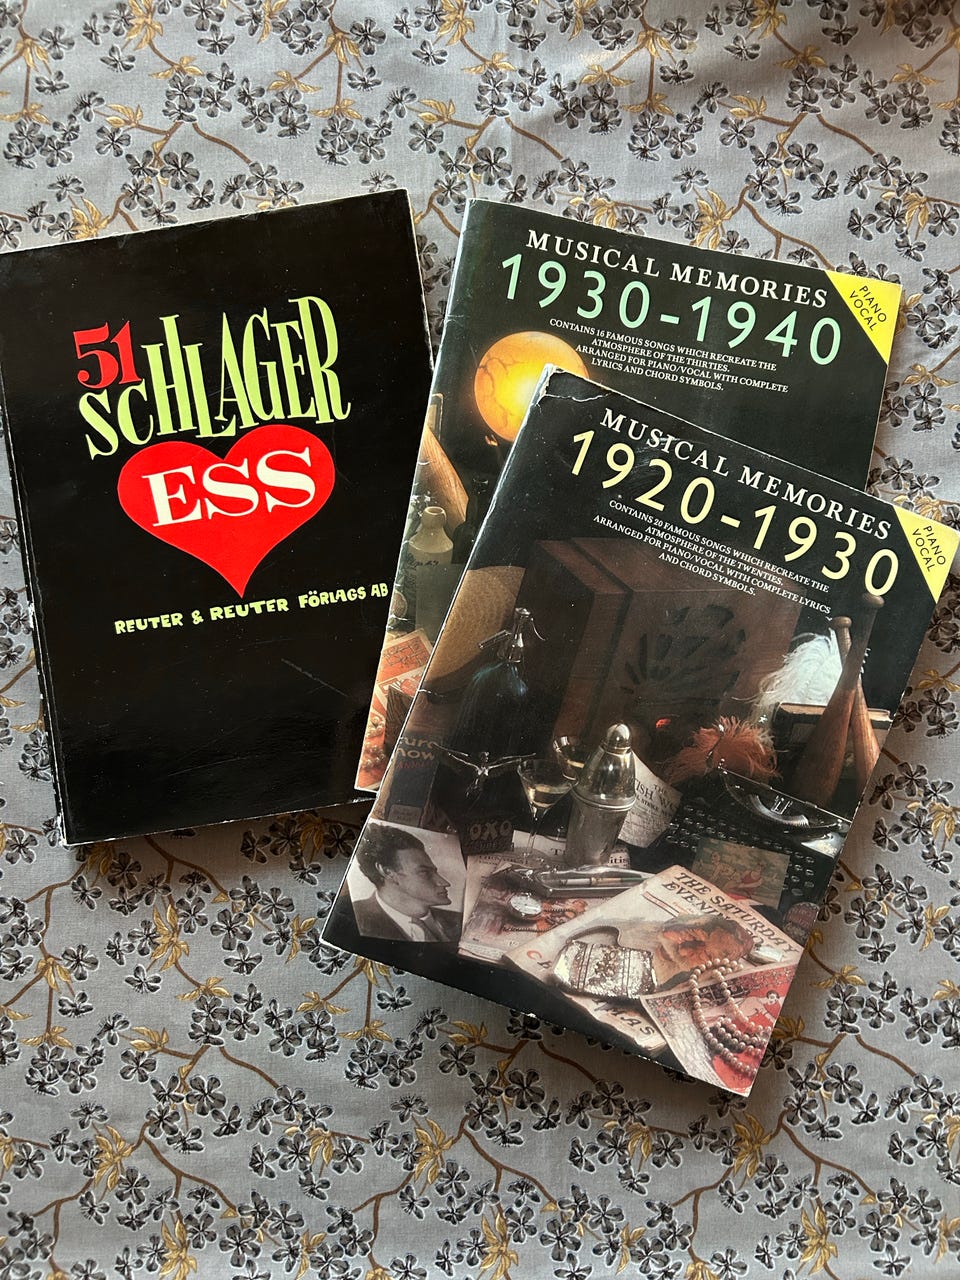 51
SCHLAGER
ESS
REUTER & REUTER FÖRLAGS AB
MUSICAL MEMORIES
1930-1940
CONTAINS 16 FAMOUS SONGS WHICH RECREATE THE
ATMOSPHERE OF THE THIRTIES.
ARRANGED FOR PIANO/VOCAL WITH COMPLETE
LYRICS AND CHORD SYMBOLS.
PIANO
VOCAL
MUSICAL MEMORIES
1920-1930
CONTAINS 20 FAMOUS SONGS WHICH RECREATE THE
ATMOSPHERE OF THE TWENTIES.
ARRANGED FOR PIANO/VOCAL WITH COMPLETE LYRICS
AND CHORD SYMBOLS.
PIANO
VOCAL
OXO
THE SATURDAY
EVENING